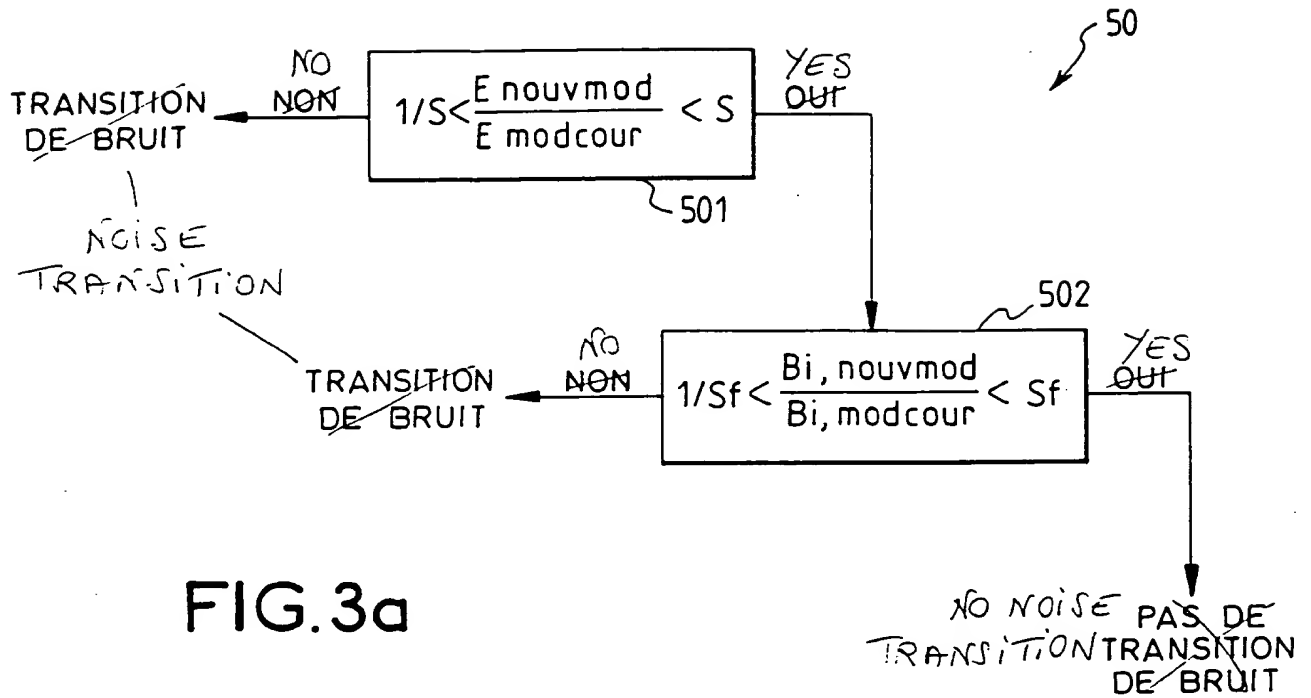 50
NO
NON
1/S < E nouvmod / E modcour < S
YES
OUI
TRANSITION
DE BRUIT
501
NOISE
TRANSITION
502
NO
NON
1/Sf < Bi, nouvmod / Bi, modcour < Sf
YES
OUI
TRANSITION
DE BRUIT
FIG.3a
NO NOISE
TRANSITION
PAS DE
TRANSITION
DE BRUIT